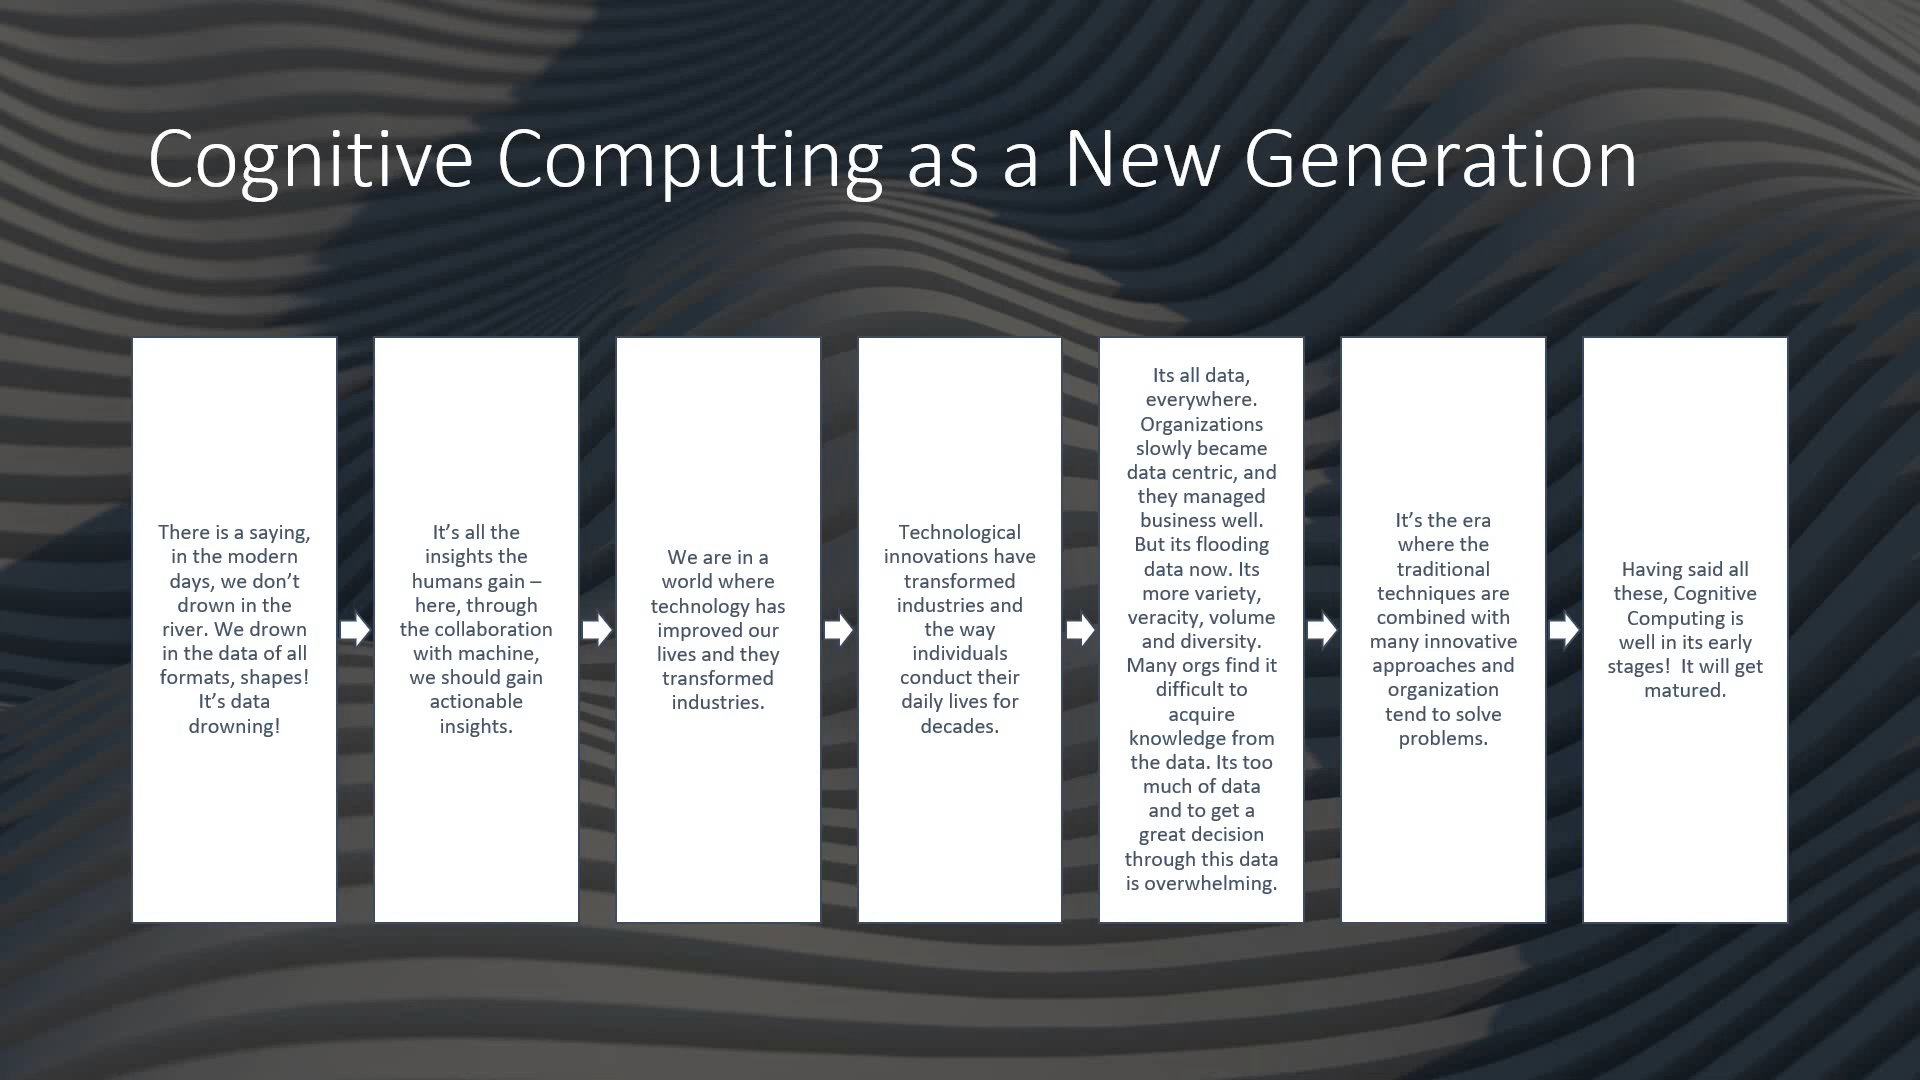 Cognitive Computing as a New Generation
There is a saying,
in the modern
days, we don’t
drown in the
river. We drown
in the data of all
formats, shapes!
It’s data
drowning!
It’s all the
insights the
humans gain –
here, through
the collaboration
with machine,
we should gain
actionable
insights.
We are in a
world where
technology has
improved our
lives and they
transformed
industries.
Technological
innovations have
transformed
industries and
the way
individuals
conduct their
daily lives for
decades.
Its all data,
everywhere.
Organizations
slowly became
data centric, and
they managed
business well.
But its flooding
data now. Its
more variety,
veracity, volume
and diversity.
Many orgs find it
difficult to
acquire
knowledge from
the data. Its too
much of data
and to get a
great decision
through this data
is overwhelming.
It’s the era
where the
traditional
techniques are
combined with
many innovative
approaches and
organization
tend to solve
problems.
Having said all
these, Cognitive
Computing is
well in its early
stages!  It will get
matured.